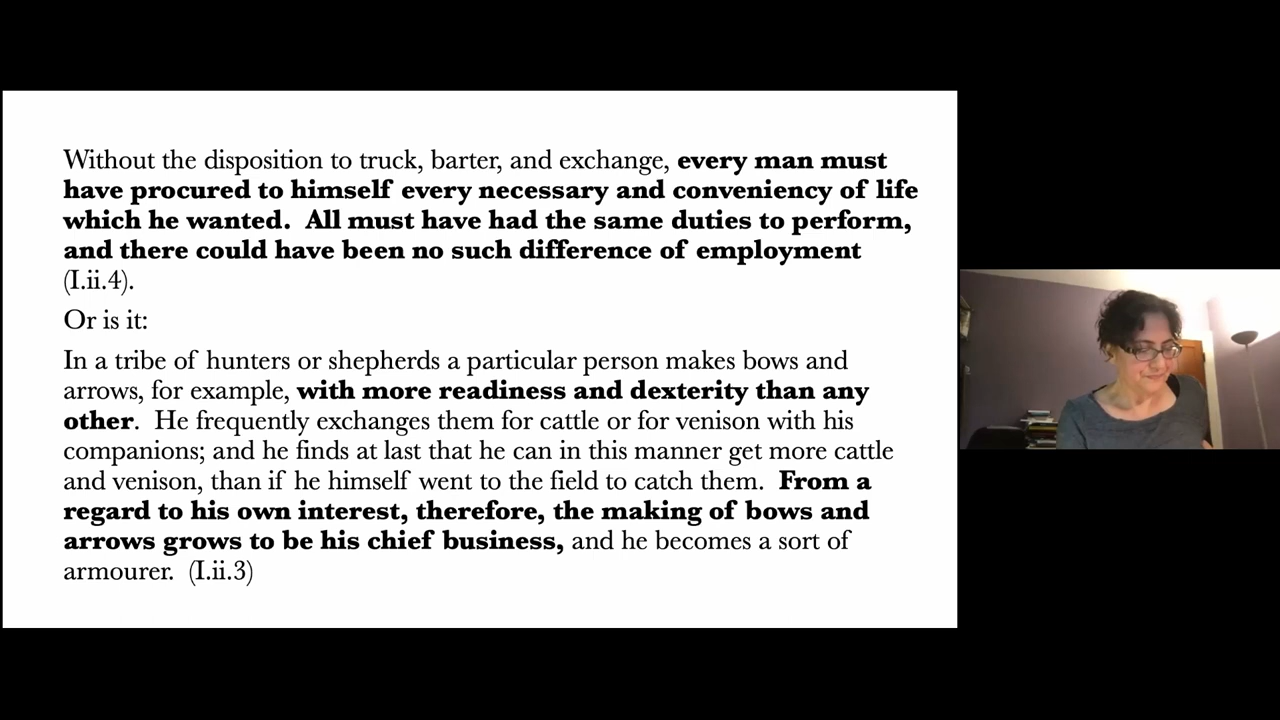 Without the disposition to truck, barter, and exchange, every man must
have procured to himself every necessary and conveniency of life
which he wanted.  All must have had the same duties to perform,
and there could have been no such difference of employment
(I.ii.4).
Or is it:
In a tribe of hunters or shepherds a particular person makes bows and
arrows, for example, with more readiness and dexterity than any
other.  He frequently exchanges them for cattle or for venison with his
companions; and he finds at last that he can in this manner get more cattle
and venison, than if he himself went to the field to catch them.  From a
regard to his own interest, therefore, the making of bows and
arrows grows to be his chief business, and he becomes a sort of
armourer.  (I.ii.3)